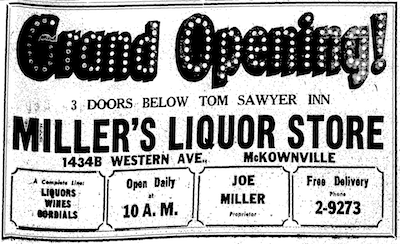 Grand Opening!
3 DOORS BELOW TOM SAWYER INN
MILLER'S LIQUOR STORE
1434B WESTERN AVE., McKOWNVILLE
A Complete Line:
LIQUORS
WINES
CORDIALS
Open Daily
at
10 A. M.
JOE
MILLER
Proprietor
Free Delivery
Phone
2-9273